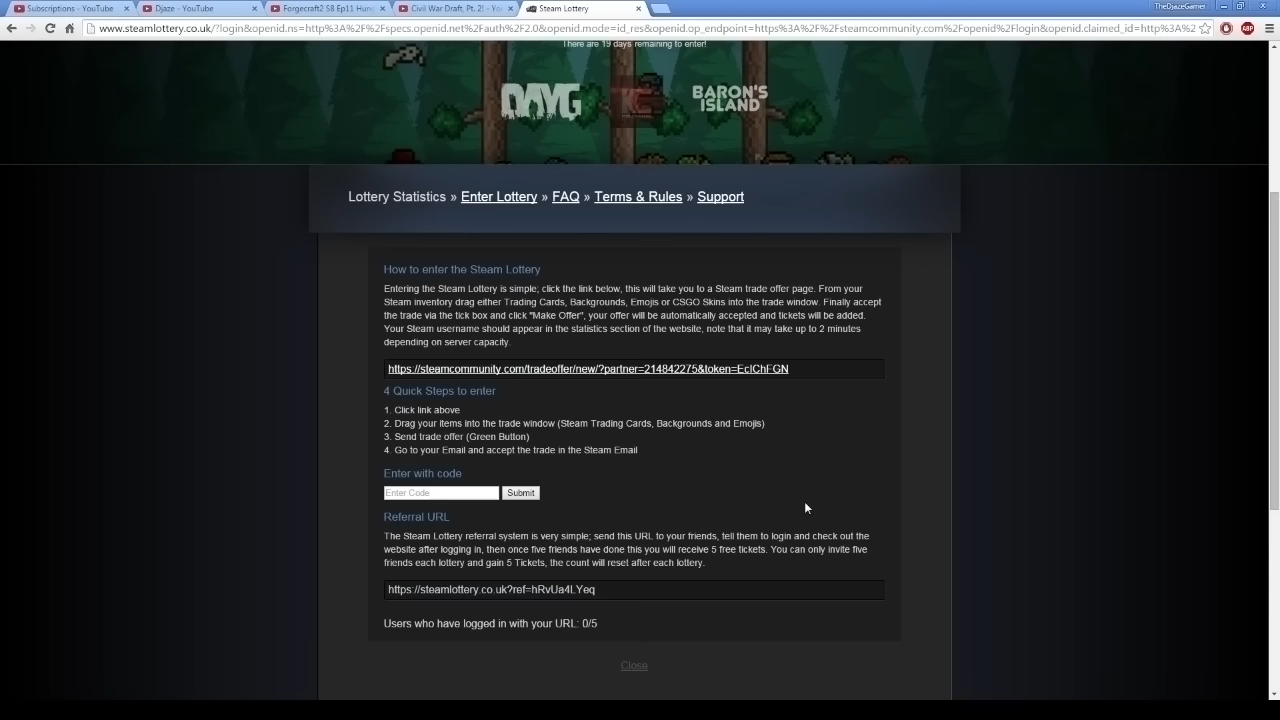 Subscriptions - YouTube
Djaze - YouTube
Forgecraft2 S8 Ep11 Hun
Civil War Draft, Pt. 2! - Yo
Steam Lottery
TheDjazeGamer
www.steamlottery.co.uk/?login&openid.ns=http%3A%2F%2Fspecs.openid.net%2Fauth%2F2.0&openid.mode=id_res&openid.op_endpoint=https%3A%2F%2Fsteamcommunity.com%2Fopenid%2Flogin&openid.claimed_id=http%3A%2
ABP
There are 19 days remaining to enter!
DAYG
BARON'S
ISLAND
Lottery Statistics » Enter Lottery » FAQ » Terms & Rules » Support
How to enter the Steam Lottery
Entering the Steam Lottery is simple; click the link below, this will take you to a Steam trade offer page. From your
Steam inventory drag either Trading Cards, Backgrounds, Emojis or CSGO Skins into the trade window. Finally accept
the trade via the tick box and click "Make Offer", your offer will be automatically accepted and tickets will be added.
Your Steam username should appear in the statistics section of the website, note that it may take up to 2 minutes
depending on server capacity.
https://steamcommunity.com/tradeoffer/new/?partner=214842275&token=EclChFGN
4 Quick Steps to enter
1. Click link above
2. Drag your items into the trade window (Steam Trading Cards, Backgrounds and Emojis)
3. Send trade offer (Green Button)
4. Go to your Email and accept the trade in the Steam Email
Enter with code
Enter Code
Submit
Referral URL
The Steam Lottery referral system is very simple; send this URL to your friends, tell them to login and check out the
website after logging in, then once five friends have done this you will receive 5 free tickets. You can only invite five
friends each lottery and gain 5 Tickets, the count will reset after each lottery.
https://steamlottery.co.uk?ref=hRvUa4LYeq
Users who have logged in with your URL: 0/5
Close